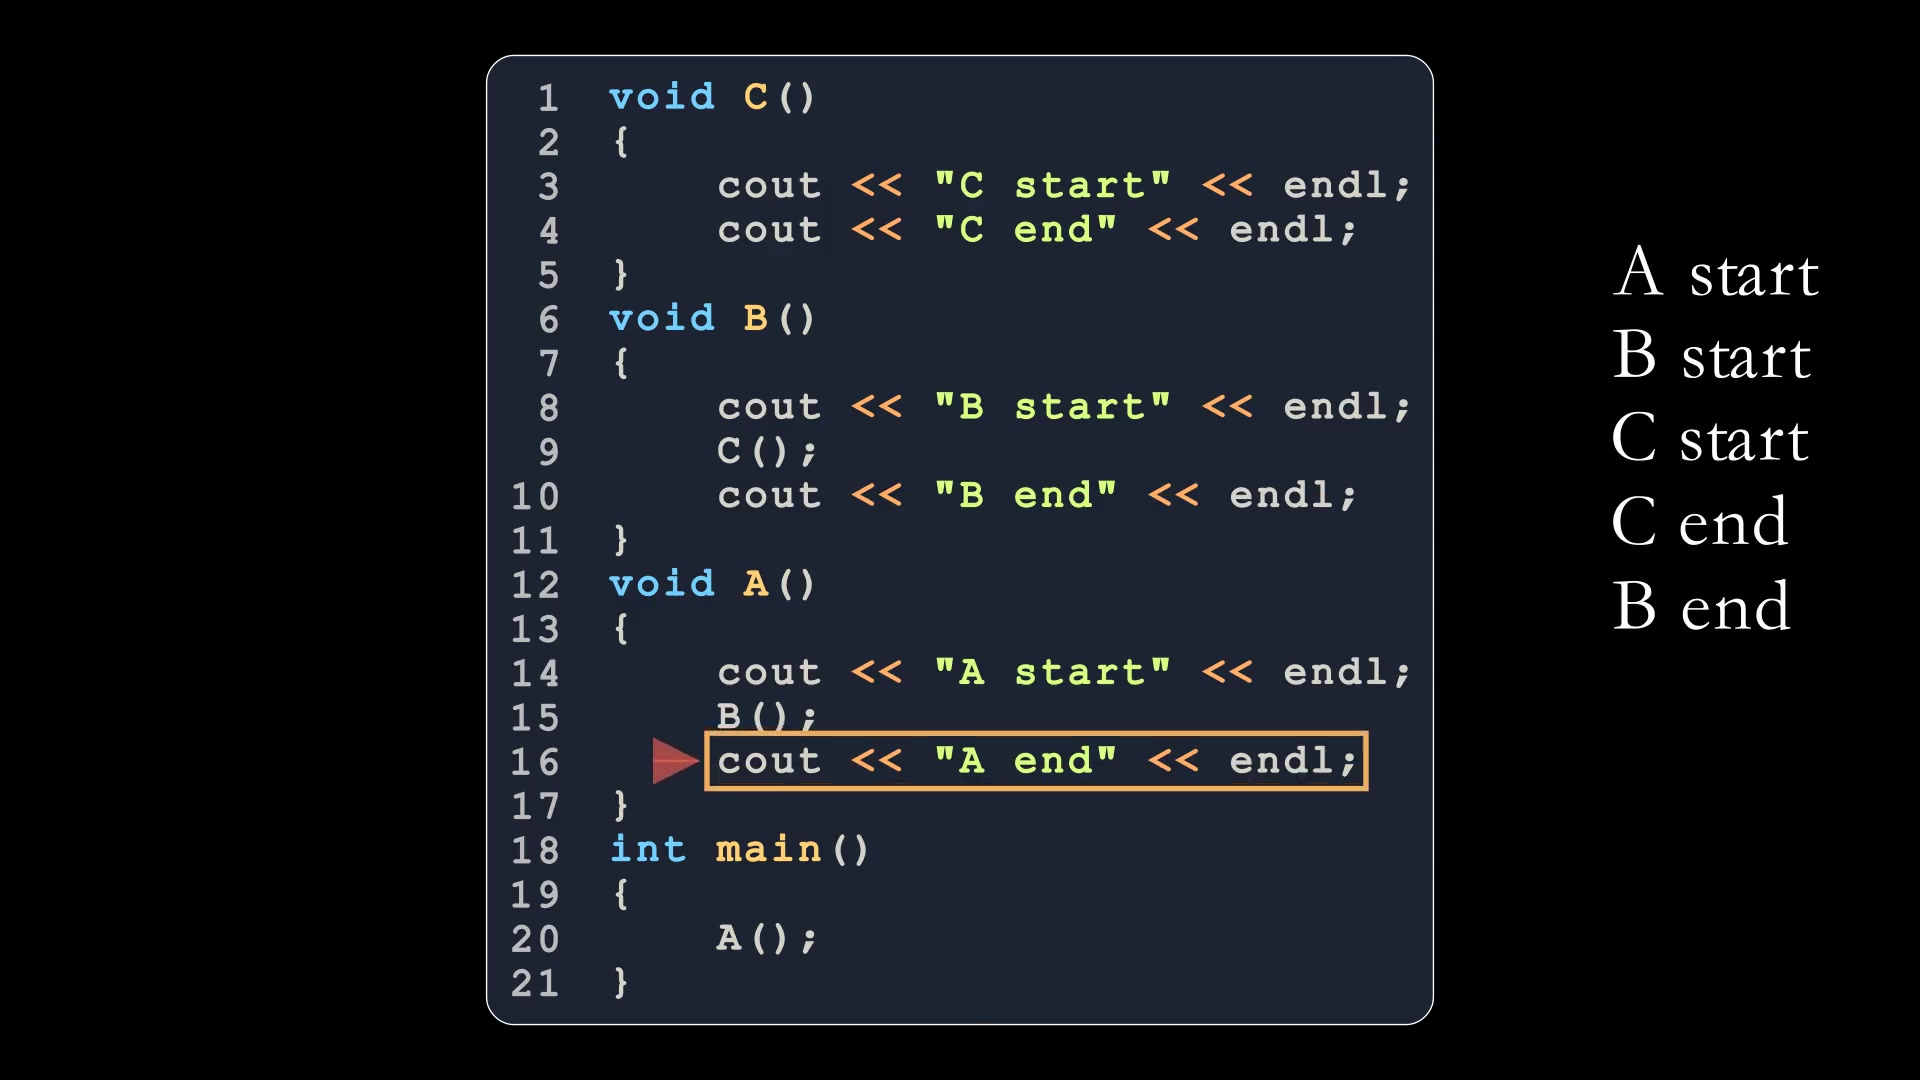 1 void C()
2 {
3 cout << "C start" << endl;
4 cout << "C end" << endl;
5 }
6 void B()
7 {
8 cout << "B start" << endl;
9 C();
10 cout << "B end" << endl;
11 }
12 void A()
13 {
14 cout << "A start" << endl;
15 B();
16 cout << "A end" << endl;
17 }
18 int main()
19 {
20 A();
21 }
A start
B start
C start
C end
B end